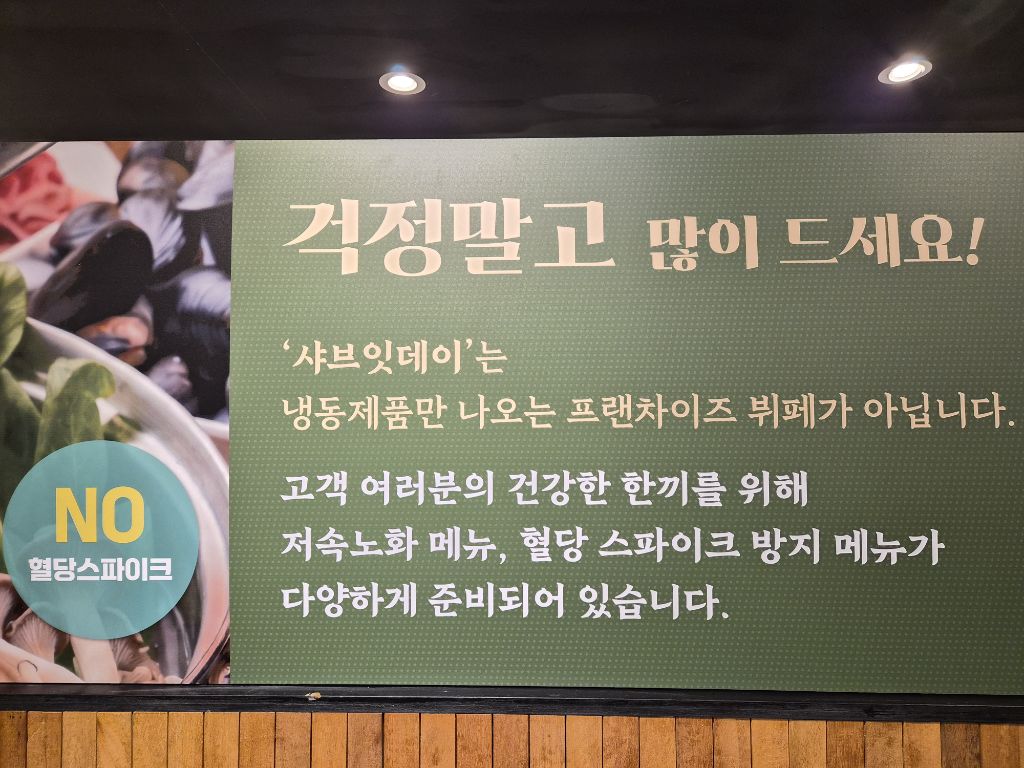 걱정말고 많이 드세요!
‘샤브잇데이’는
냉동제품만 나오는 프랜차이즈 뷔페가 아닙니다.
고객 여러분의 건강한 한끼를 위해
저속노화 메뉴, 혈당 스파이크 방지 메뉴가
다양하게 준비되어 있습니다.
NO
혈당스파이크